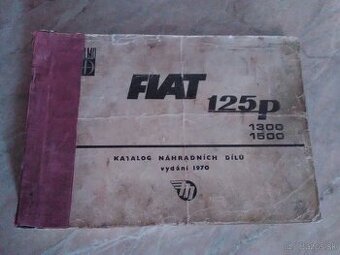 FIAT 125p
1300
1500
KATALOG NÁHRADNÍCH DÍLŮ
vydání 1970